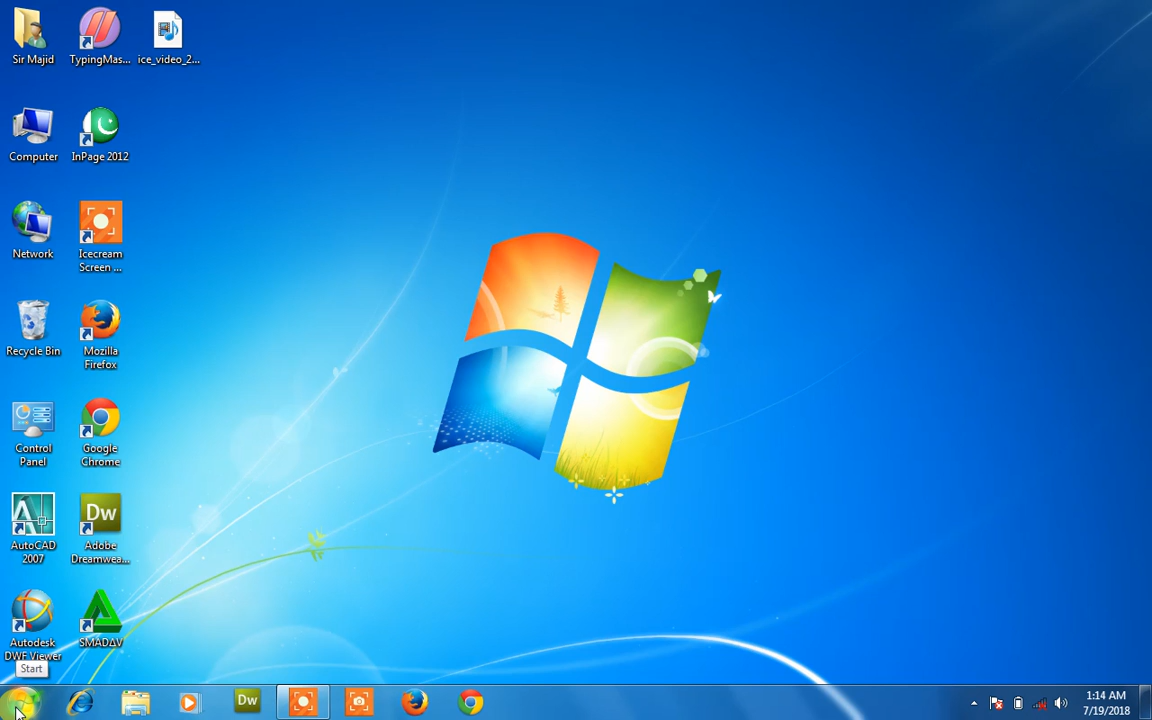 Sir Majid
TypingMas...
ice_video_2...
Computer
InPage 2012
Network
Icecream
Screen ...
Recycle Bin
Mozilla
Firefox
Control
Panel
Google
Chrome
AutoCAD
2007
Dw
Adobe
Dreamwea...
Autodesk
DWF Viewer
SMADΔV
Start
Dw
1:14 AM
7/19/2018